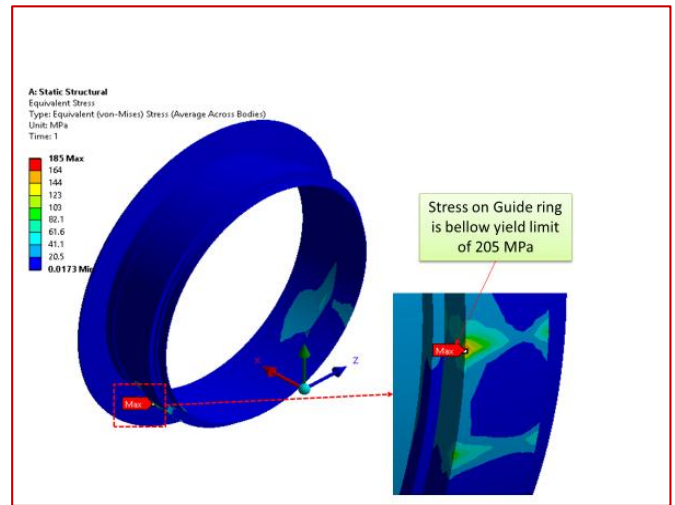 A: Static Structural
Equivalent Stress
Type: Equivalent (von-Mises) Stress (Average Across Bodies)
Unit: MPa
Time: 1
185 Max
164
144
123
103
82.1
61.6
41.1
20.5
0.0173 Min
Stress on Guide ring
is bellow yield limit
of 205 MPa
Max
X
Z
Max